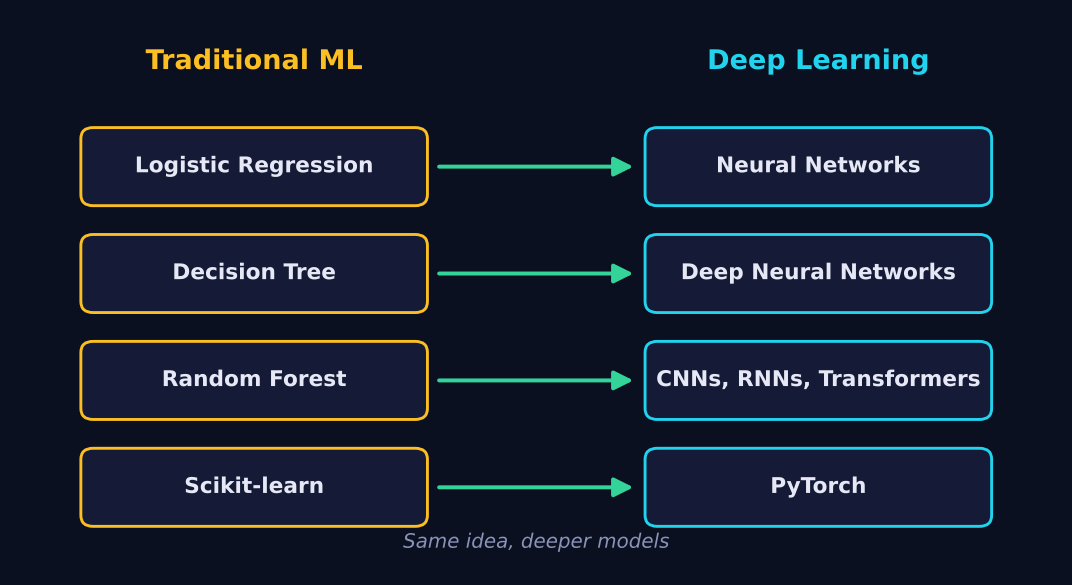 Traditional ML
Deep Learning
Logistic Regression
Neural Networks
Decision Tree
Deep Neural Networks
Random Forest
CNNs, RNNs, Transformers
Scikit-learn
PyTorch
Same idea, deeper models